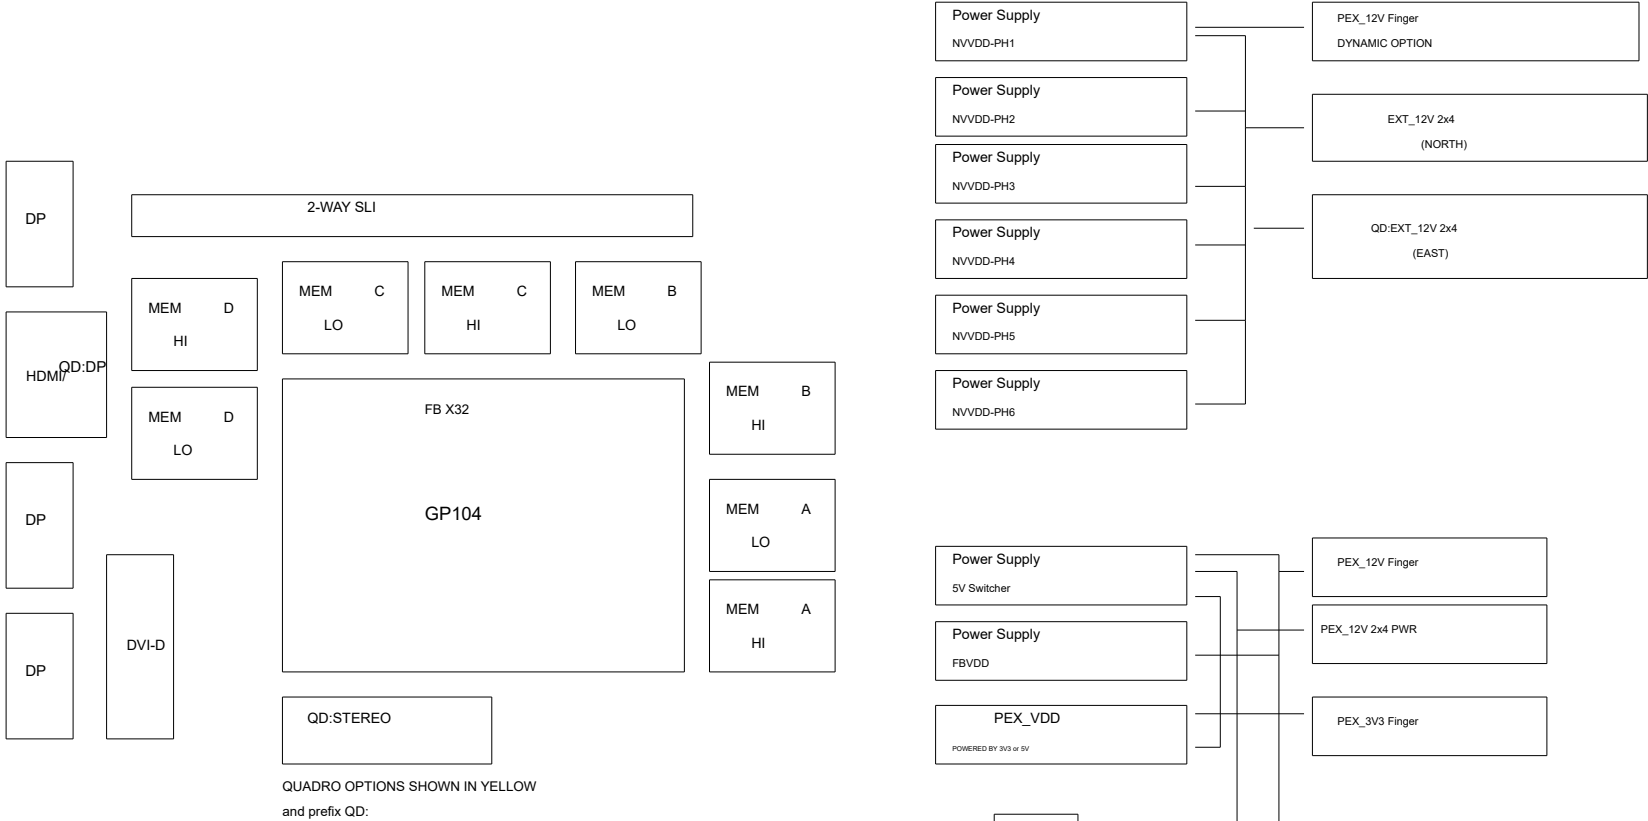 DP
2-WAY SLI
MEM D
HI
MEM C
LO
MEM C
HI
MEM B
LO
HDMI/
QD:DP
MEM D
LO
FB X32
GP104
MEM B
HI
MEM A
LO
MEM A
HI
DP
DVI-D
DP
QD:STEREO
QUADRO OPTIONS SHOWN IN YELLOW
and prefix QD:
Power Supply
NVVDD-PH1
Power Supply
NVVDD-PH2
Power Supply
NVVDD-PH3
Power Supply
NVVDD-PH4
Power Supply
NVVDD-PH5
Power Supply
NVVDD-PH6
PEX_12V Finger
DYNAMIC OPTION
EXT_12V 2x4
(NORTH)
QD:EXT_12V 2x4
(EAST)
Power Supply
5V Switcher
Power Supply
FBVDD
PEX_VDD
POWERED BY 3V3 or 5V
PEX_12V Finger
PEX_12V 2x4 PWR
PEX_3V3 Finger